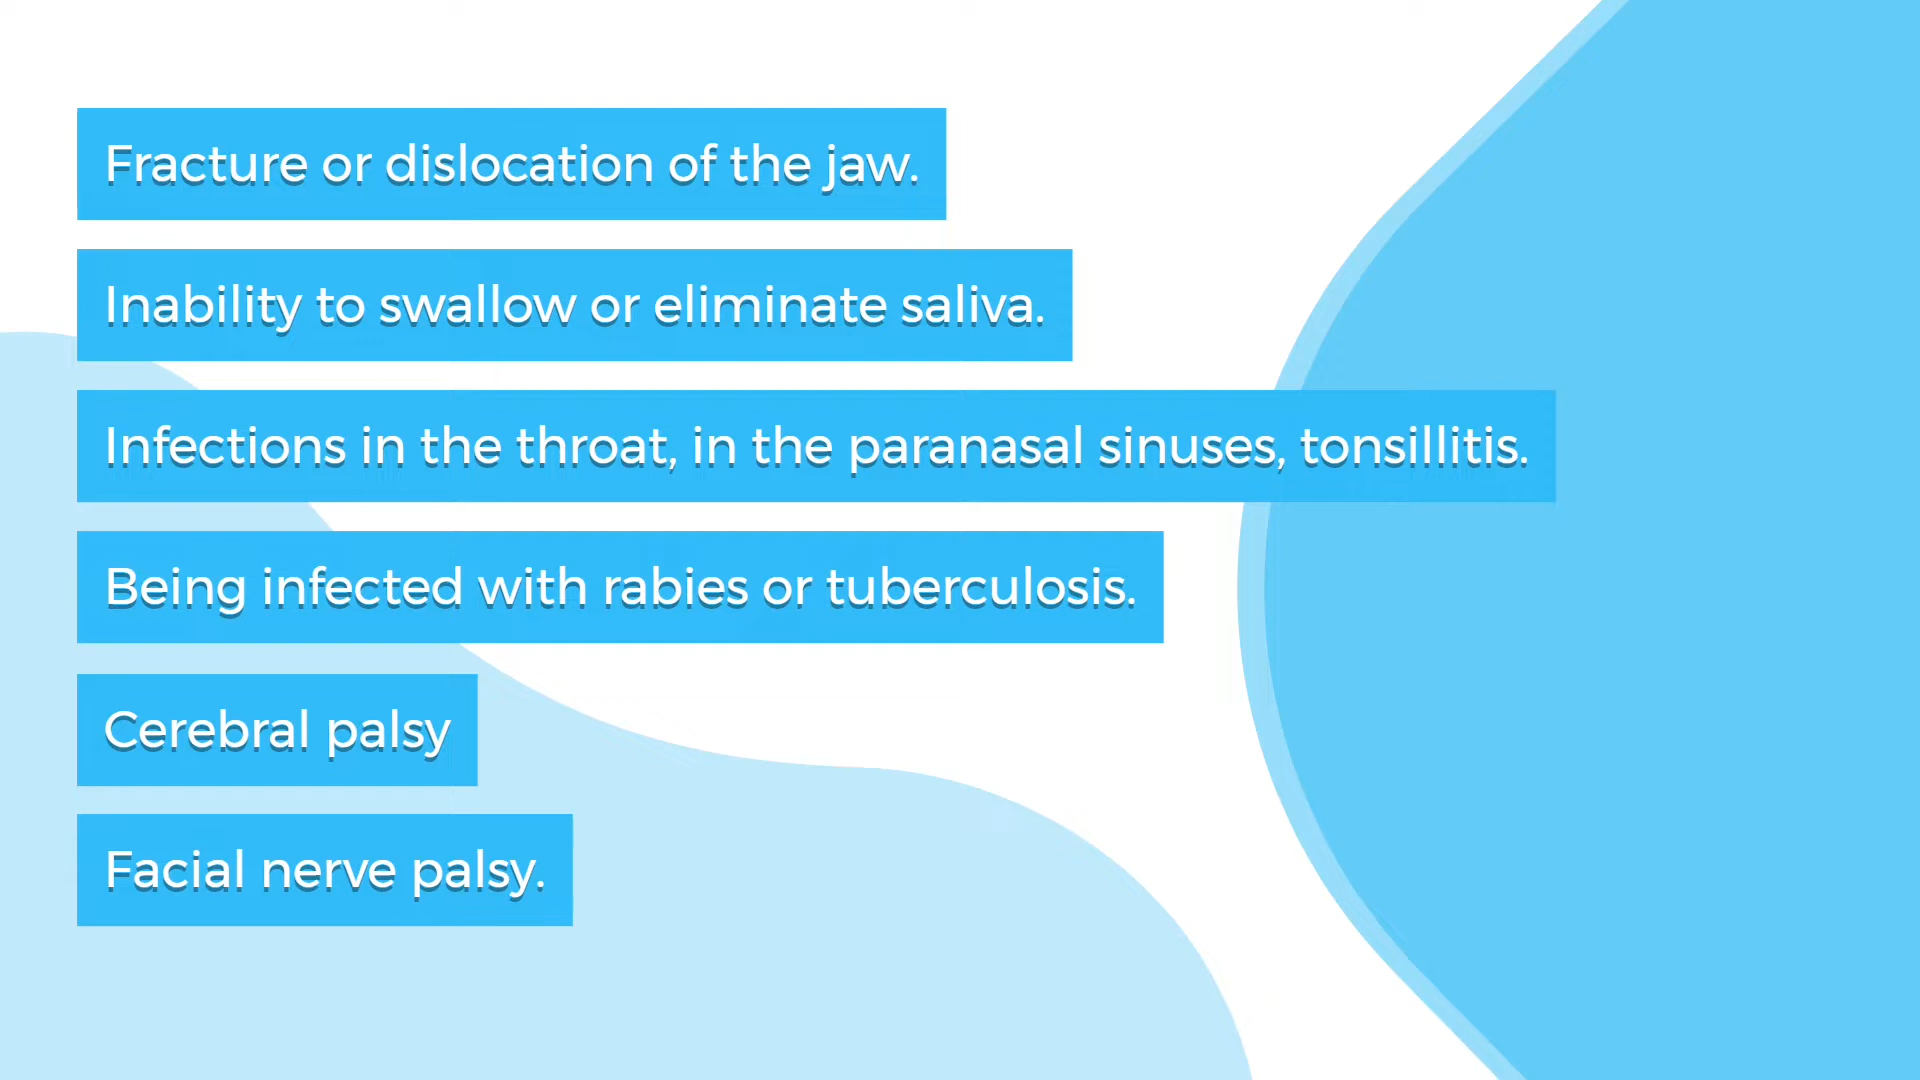 Fracture or dislocation of the jaw.
Inability to swallow or eliminate saliva.
Infections in the throat, in the paranasal sinuses, tonsillitis.
Being infected with rabies or tuberculosis.
Cerebral palsy
Facial nerve palsy.